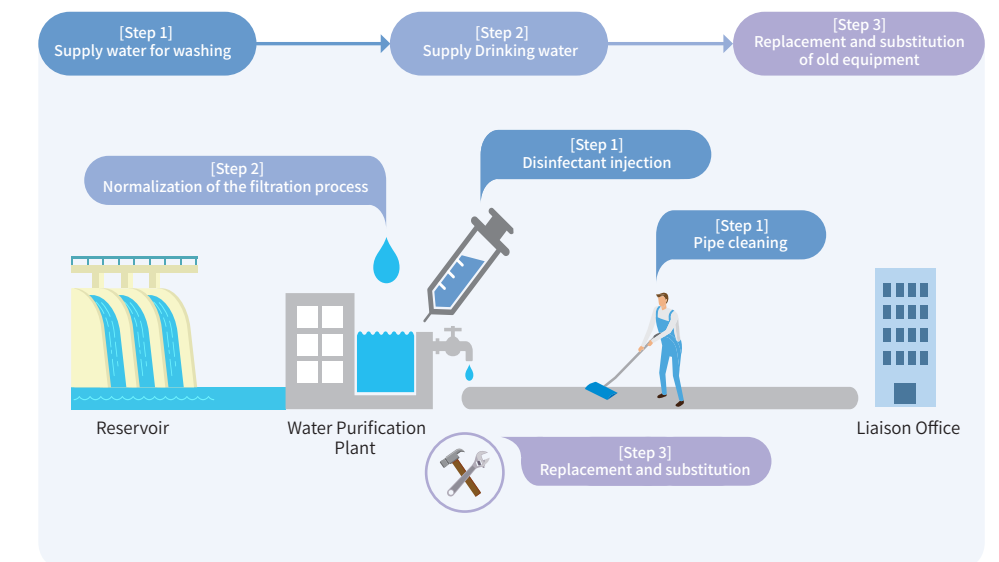 [Step 1]
Supply water for washing
[Step 2]
Supply Drinking water
[Step 3]
Replacement and substitution
of old equipment
[Step 1]
Disinfectant injection
[Step 2]
Normalization of the filtration process
[Step 1]
Pipe cleaning
Reservoir
Water Purification
Plant
Liaison Office
[Step 3]
Replacement and substitution